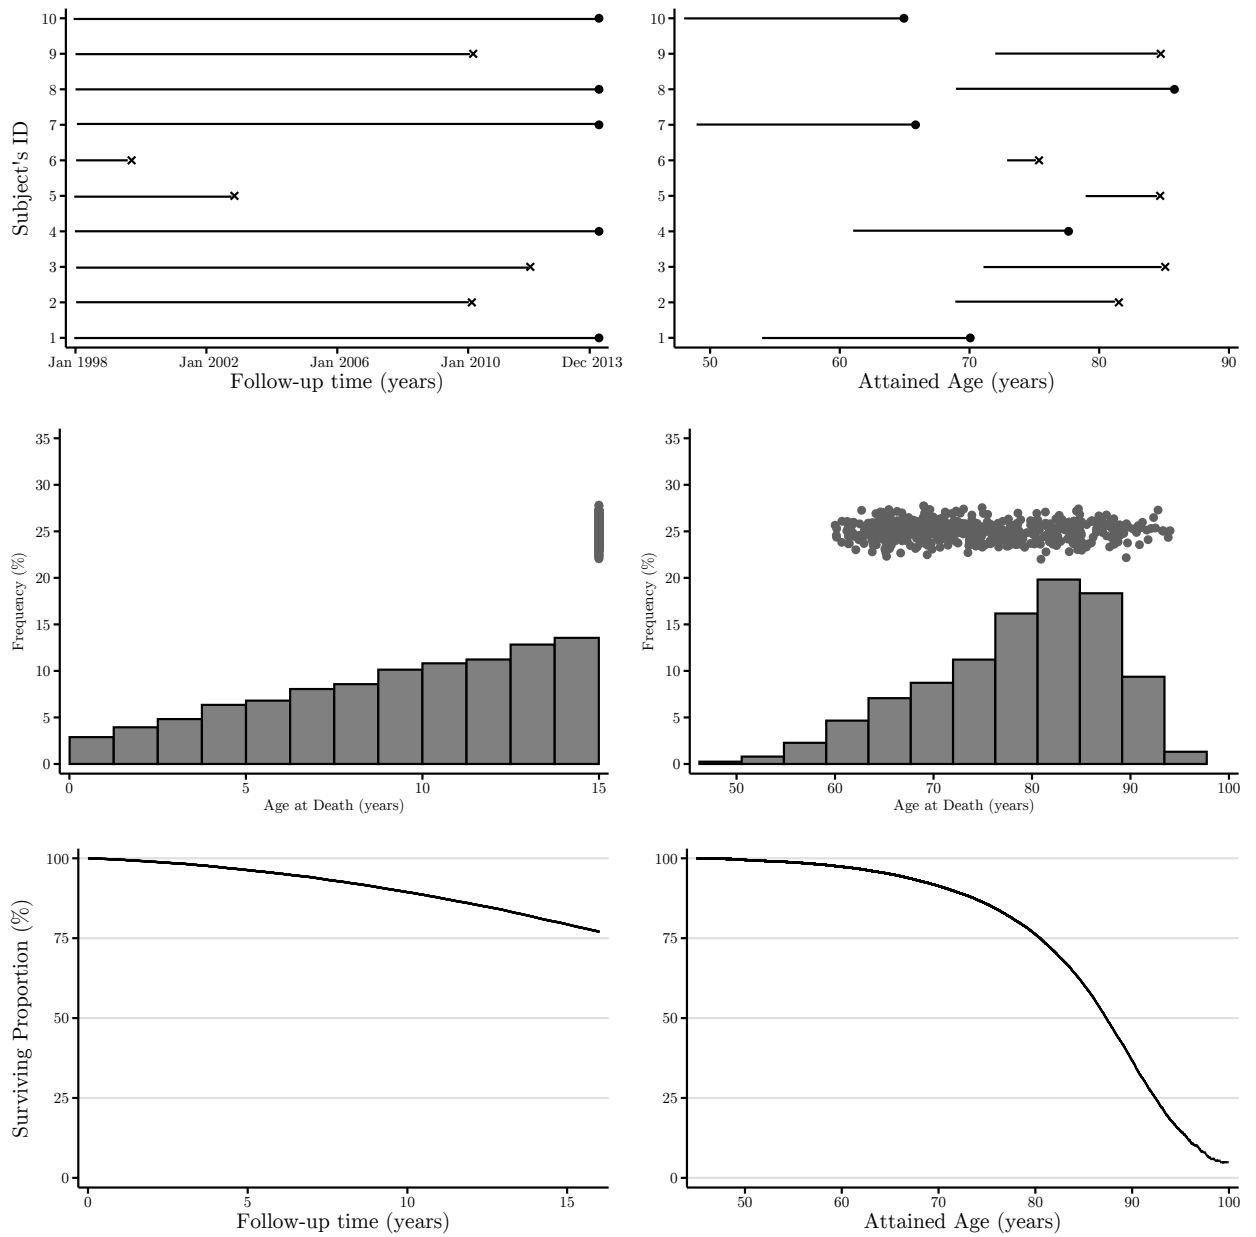 Subject's ID
10
9
8
7
6
5
4
3
2
1
Jan 1998 Jan 2002 Jan 2006 Jan 2010 Dec 2013
Follow-up time (years)
10
9
8
7
6
5
4
3
2
1
50 60 70 80 90
Attained Age (years)
Frequency (%)
35
30
25
20
15
10
5
0
0 5 10 15
Age at Death (years)
Frequency (%)
35
30
25
20
15
10
5
0
50 60 70 80 90 100
Age at Death (years)
Surviving Proportion (%)
100
75
50
25
0
0 5 10 15
Follow-up time (years)
100
75
50
25
0
50 60 70 80 90 100
Attained Age (years)